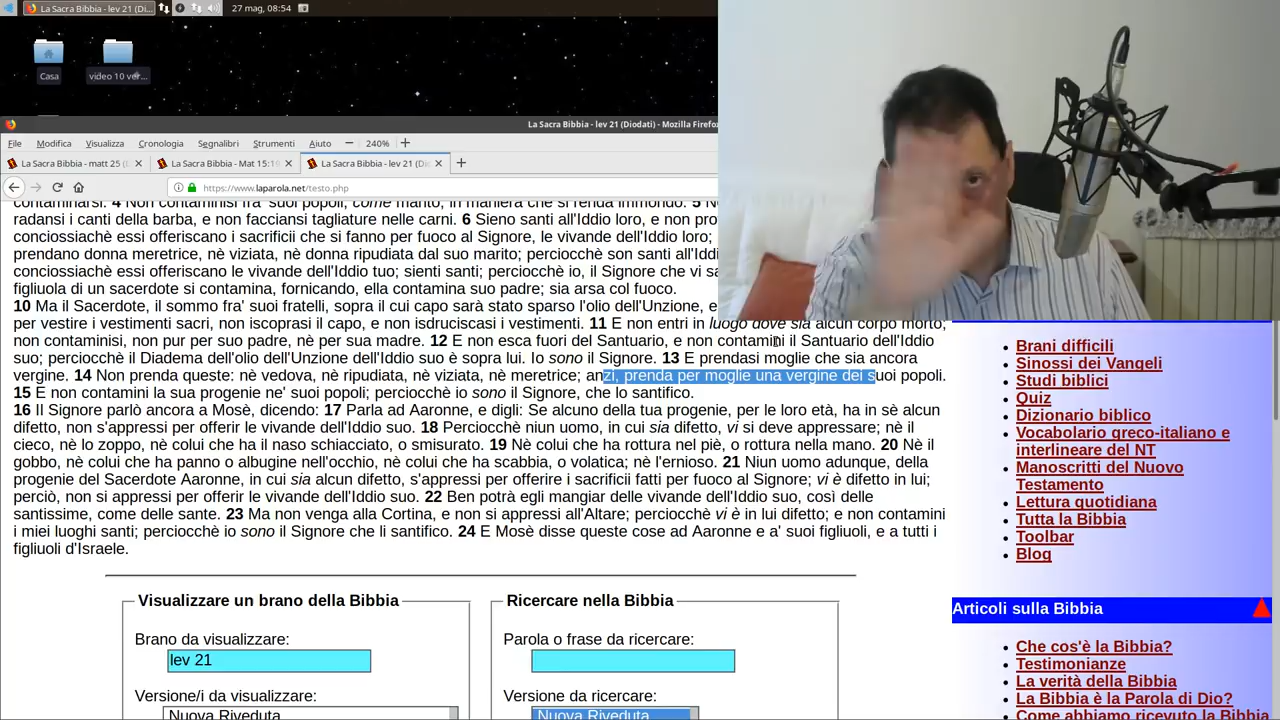 La Sacra Bibbia - lev 21 (Di...
27 mag, 08:54
Casa
video 10 ver...
La Sacra Bibbia - lev 21 (Diodati) - Mozilla Firefox
File Modifica Visualizza Cronologia Segnalibri Strumenti Aiuto 240%
La Sacra Bibbia - matt 25 (
La Sacra Bibbia - Mat 15:1
La Sacra Bibbia - lev 21 (Di
https://www.laparola.net/testo.php
contaminarsi. 4 Non contaminisi fra' suoi popoli, come marito, in maniera che si renda immondo. 5
radansi i canti della barba, e non facciansi tagliature nelle carni. 6 Sieno santi all'Iddio loro, e non pro
conciossiachè essi offeriscano i sacrificii che si fanno per fuoco al Signore, le vivande dell'Iddio loro;
prendano donna meretrice, nè viziata, nè donna ripudiata dal suo marito; perciocchè son santi all'Iddi
conciossiachè essi offeriscono le vivande dell'Iddio tuo; sienti santi; perciocchè io, il Signore che vi sa
figliuola di un sacerdote si contamina, fornicando, ella contamina suo padre; sia arsa col fuoco.
10 Ma il Sacerdote, il sommo fra' suoi fratelli, sopra il cui capo sarà stato sparso l'olio dell'Unzione, e
per vestire i vestimenti sacri, non iscoprasi il capo, e non isdruciscasi i vestimenti. 11 E non entri in luogo dove sia alcun corpo morto;
non contaminisi, non pur per suo padre, nè per sua madre. 12 E non esca fuori del Santuario, e non contamini il Santuario dell'Iddio
suo; perciocchè il Diadema dell'olio dell'Unzione dell'Iddio suo è sopra lui. Io sono il Signore. 13 E prendasi moglie che sia ancora
vergine. 14 Non prenda queste: nè vedova, nè ripudiata, nè viziata, nè meretrice; anzi, prenda per moglie una vergine dei suoi popoli.
15 E non contamini la sua progenie ne' suoi popoli; perciocchè io sono il Signore, che lo santifico.
16 Il Signore parlò ancora a Mosè, dicendo: 17 Parla ad Aaronne, e digli: Se alcuno della tua progenie, per le loro età, ha in sè alcun
difetto, non s'appressi per offerire le vivande dell'Iddio suo. 18 Perciocchè niun uomo, in cui sia difetto, vi si deve appressare; nè il
cieco, nè lo zoppo, nè colui che ha il naso schiacciato, o smisurato. 19 Nè colui che ha rottura nel piè, o rottura nella mano. 20 Nè il
gobbo, nè colui che ha panno o albugine nell'occhio, nè colui che ha scabbia, o volatica; nè l'ernioso. 21 Niun uomo adunque, della
progenie del Sacerdote Aaronne, in cui sia alcun difetto, s'appressi per offerire i sacrificii fatti per fuoco al Signore; vi è difetto in lui;
perciò, non si appressi per offerir le vivande dell'Iddio suo. 22 Ben potrà egli mangiar delle vivande dell'Iddio suo, così delle
santissime, come delle sante. 23 Ma non venga alla Cortina, e non si appressi all'Altare; perciocchè vi è in lui difetto; e non contamini
i miei luoghi santi; perciocchè io sono il Signore che li santifico. 24 E Mosè disse queste cose ad Aaronne e a' suoi figliuoli, e a tutti i
figliuoli d'Israele.
Visualizzare un brano della Bibbia
Brano da visualizzare:
lev 21
Versione/i da visualizzare:
Nuova Riveduta
Ricercare nella Bibbia
Parola o frase da ricercare:
Versione da ricercare:
Nuova Riveduta
Brani difficili
Sinossi dei Vangeli
Studi biblici
Quiz
Dizionario biblico
Vocabolario greco-italiano e
interlineare del NT
Manoscritti del Nuovo
Testamento
Lettura quotidiana
Tutta la Bibbia
Toolbar
Blog
Articoli sulla Bibbia
Che cos'è la Bibbia?
Testimonianze
La verità della Bibbia
La Bibbia è la Parola di Dio?
Come abbiamo ricevuto la Bibbia